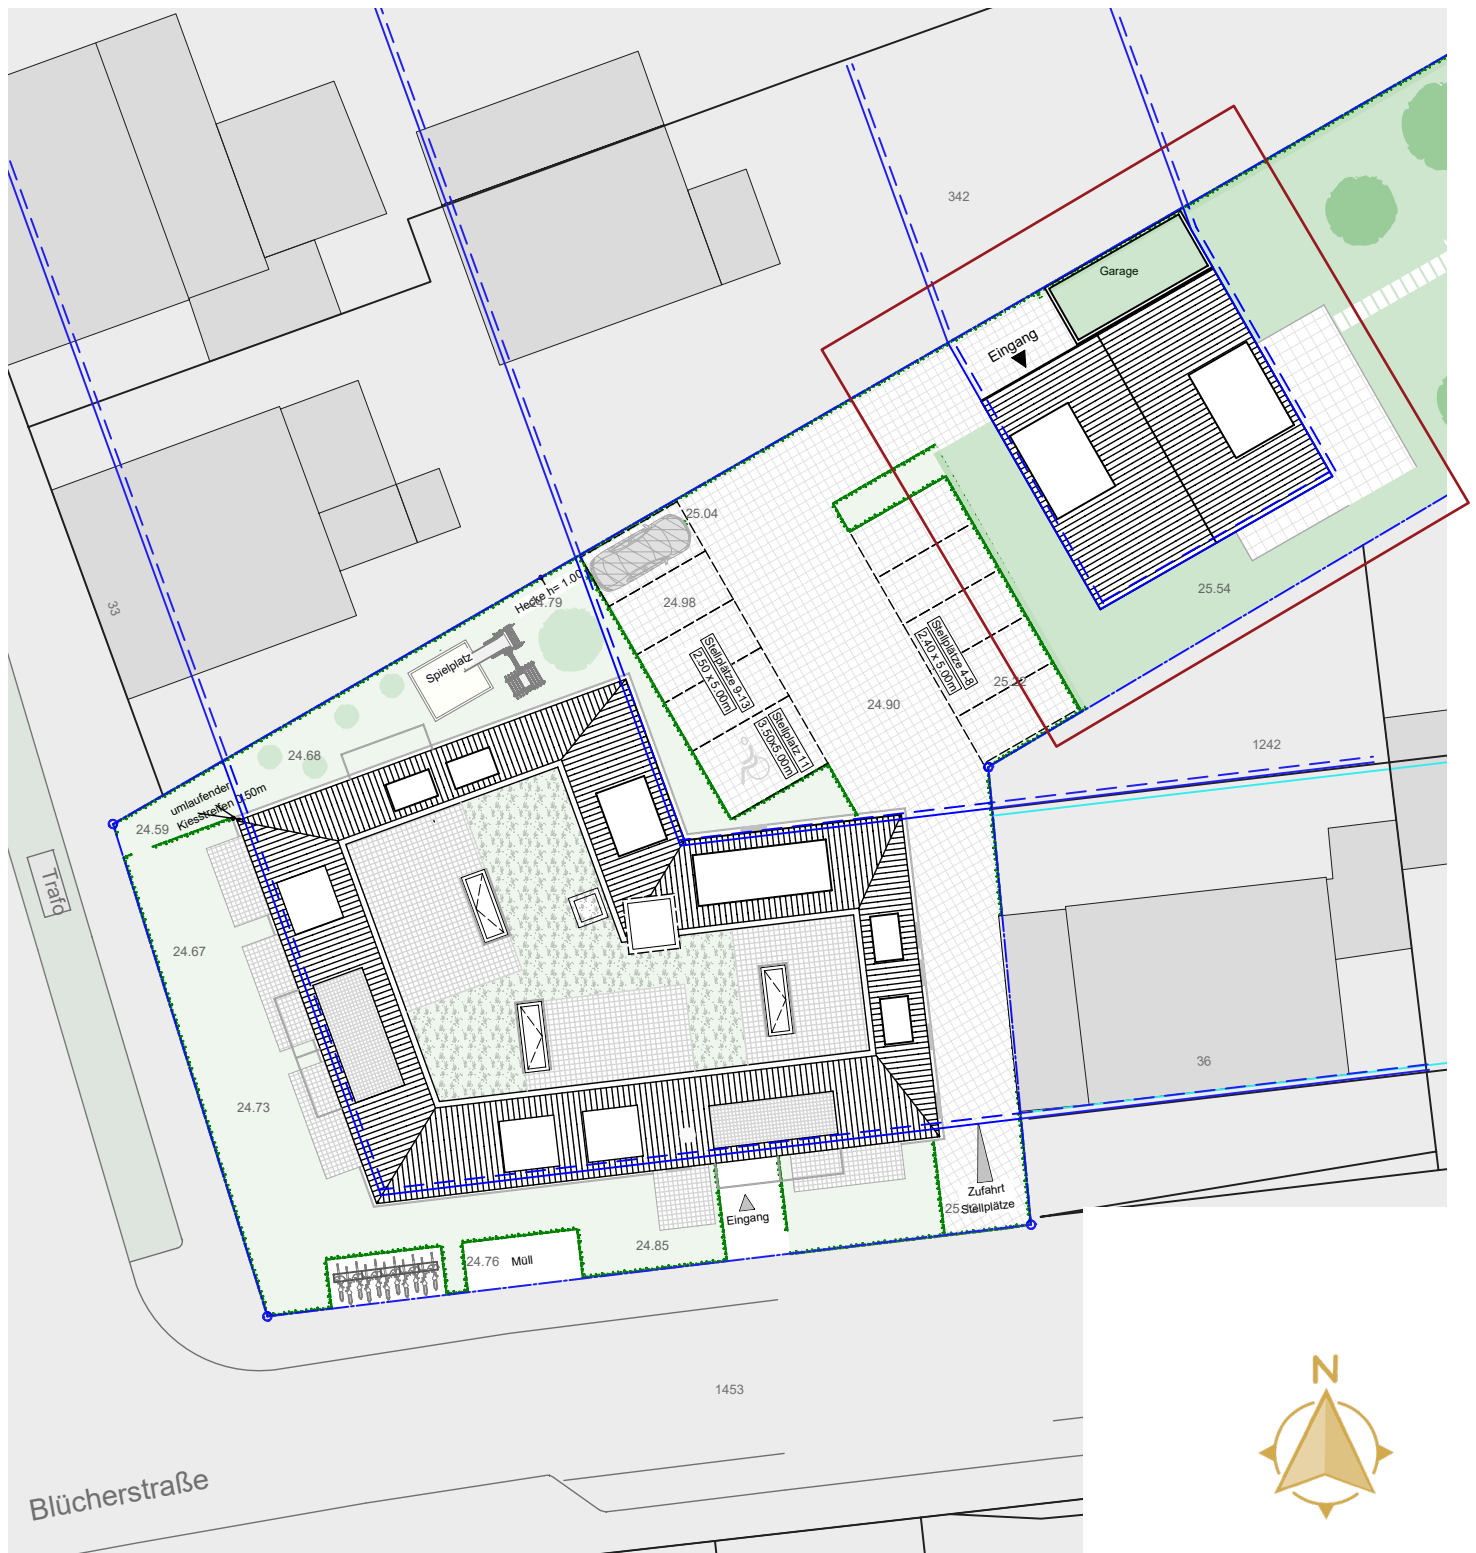 342
Garage
Eingang
25.04
Hecke h= 1.00
24.79
24.98
33
Spielplatz
Stellplätze 9-13
2.50 x 5.00m
Stellplätze 4-8
2.40 x 5.00m
25.54
25.22
24.90
Stellplatz 11
3.50x5.00m
1242
24.68
umlaufender
Kiesstreifen 0.50m
24.59
Trafo
24.67
36
24.73
Zufahrt
Stellplätze
Eingang
24.85
24.76
Müll
1453
N
Blücherstraße